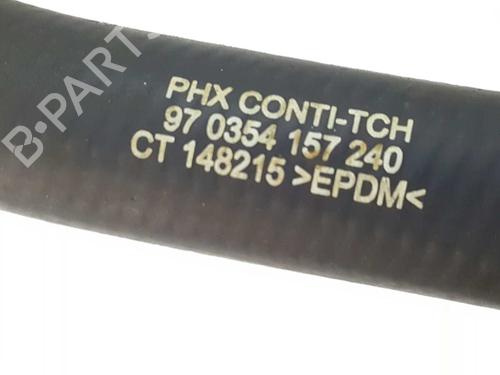 B-PARTS
PHX CONTI-TCH
97 0354 157 240
CT 148215 >EPDM<